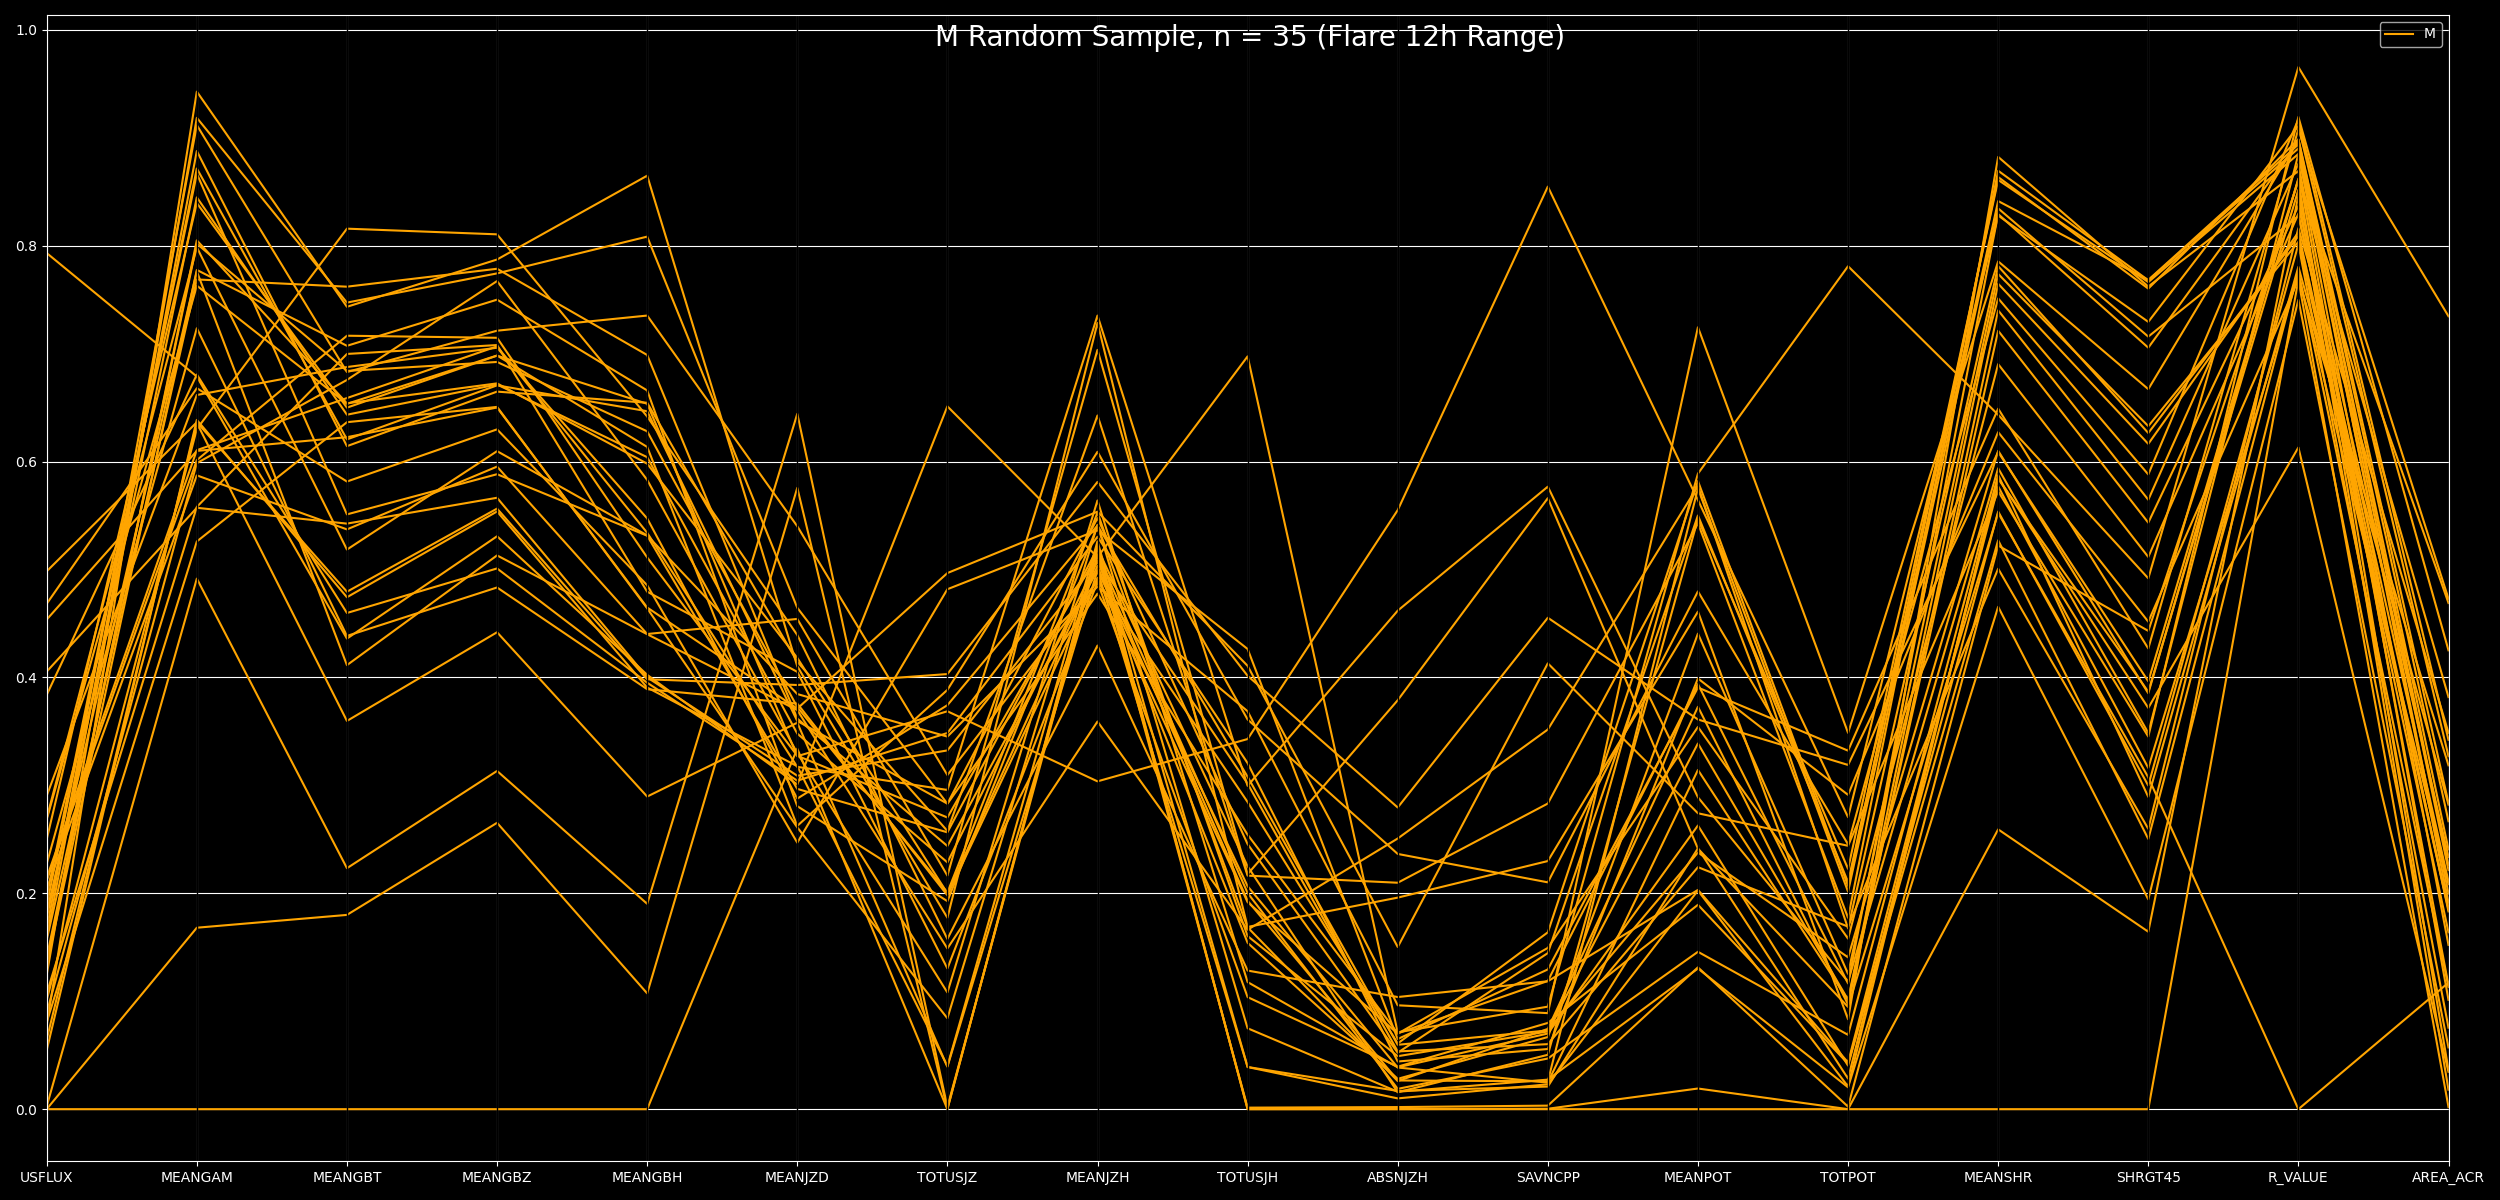 M Random Sample, n = 35 (Flare 12h Range)
M
1.0
0.8
0.6
0.4
0.2
0.0
USFLUX MEANGAM MEANGBT MEANGBZ MEANGBH MEANJZD TOTUSJZ MEANJZH TOTUSJH ABSNJZH SAVNCPP MEANPOT TOTPOT MEANSHR SHRGT45 R_VALUE AREA_ACR